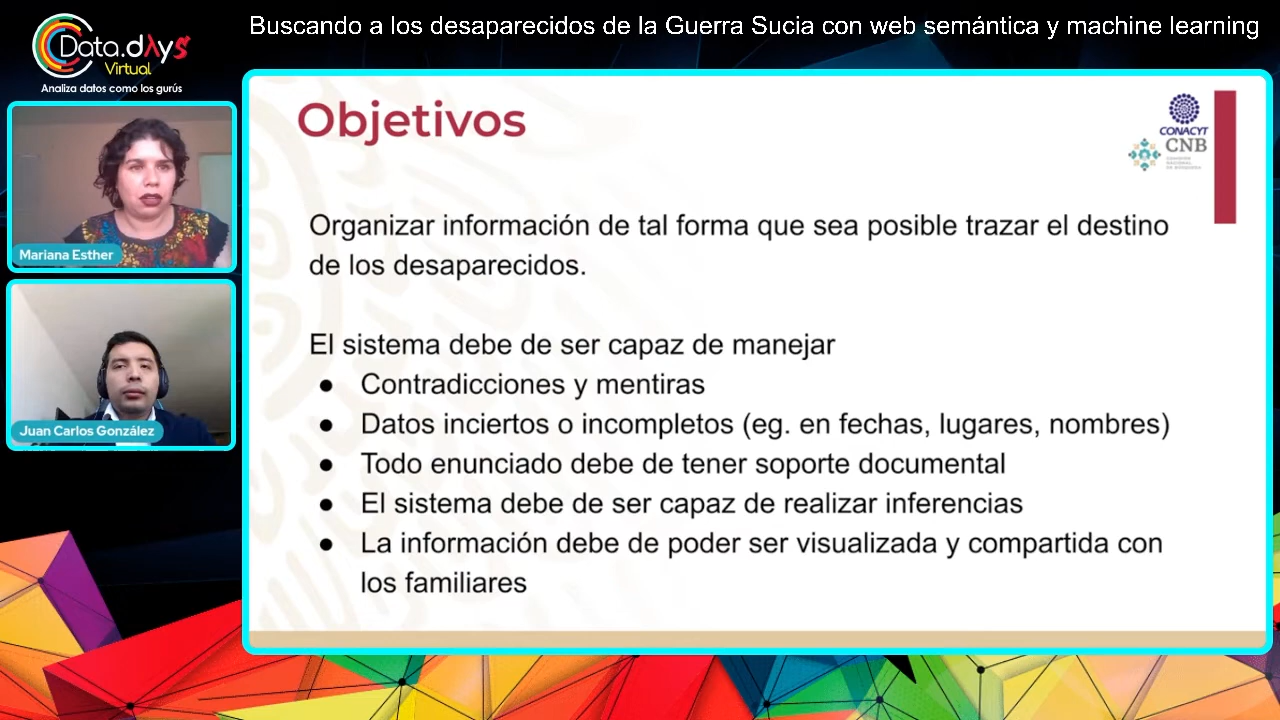 Buscando a los desaparecidos de la Guerra Sucia con web semántica y machine learning
Data.dAys
Virtual
Analiza datos como los gurús
Mariana Esther
Juan Carlos González
Objetivos
CONACYT
CNB
COMISIÓN
NACIONAL
DE BÚSQUEDA
Organizar información de tal forma que sea posible trazar el destino
de los desaparecidos.
El sistema debe de ser capaz de manejar
● Contradicciones y mentiras
● Datos inciertos o incompletos (eg. en fechas, lugares, nombres)
● Todo enunciado debe de tener soporte documental
● El sistema debe de ser capaz de realizar inferencias
● La información debe de poder ser visualizada y compartida con
los familiares